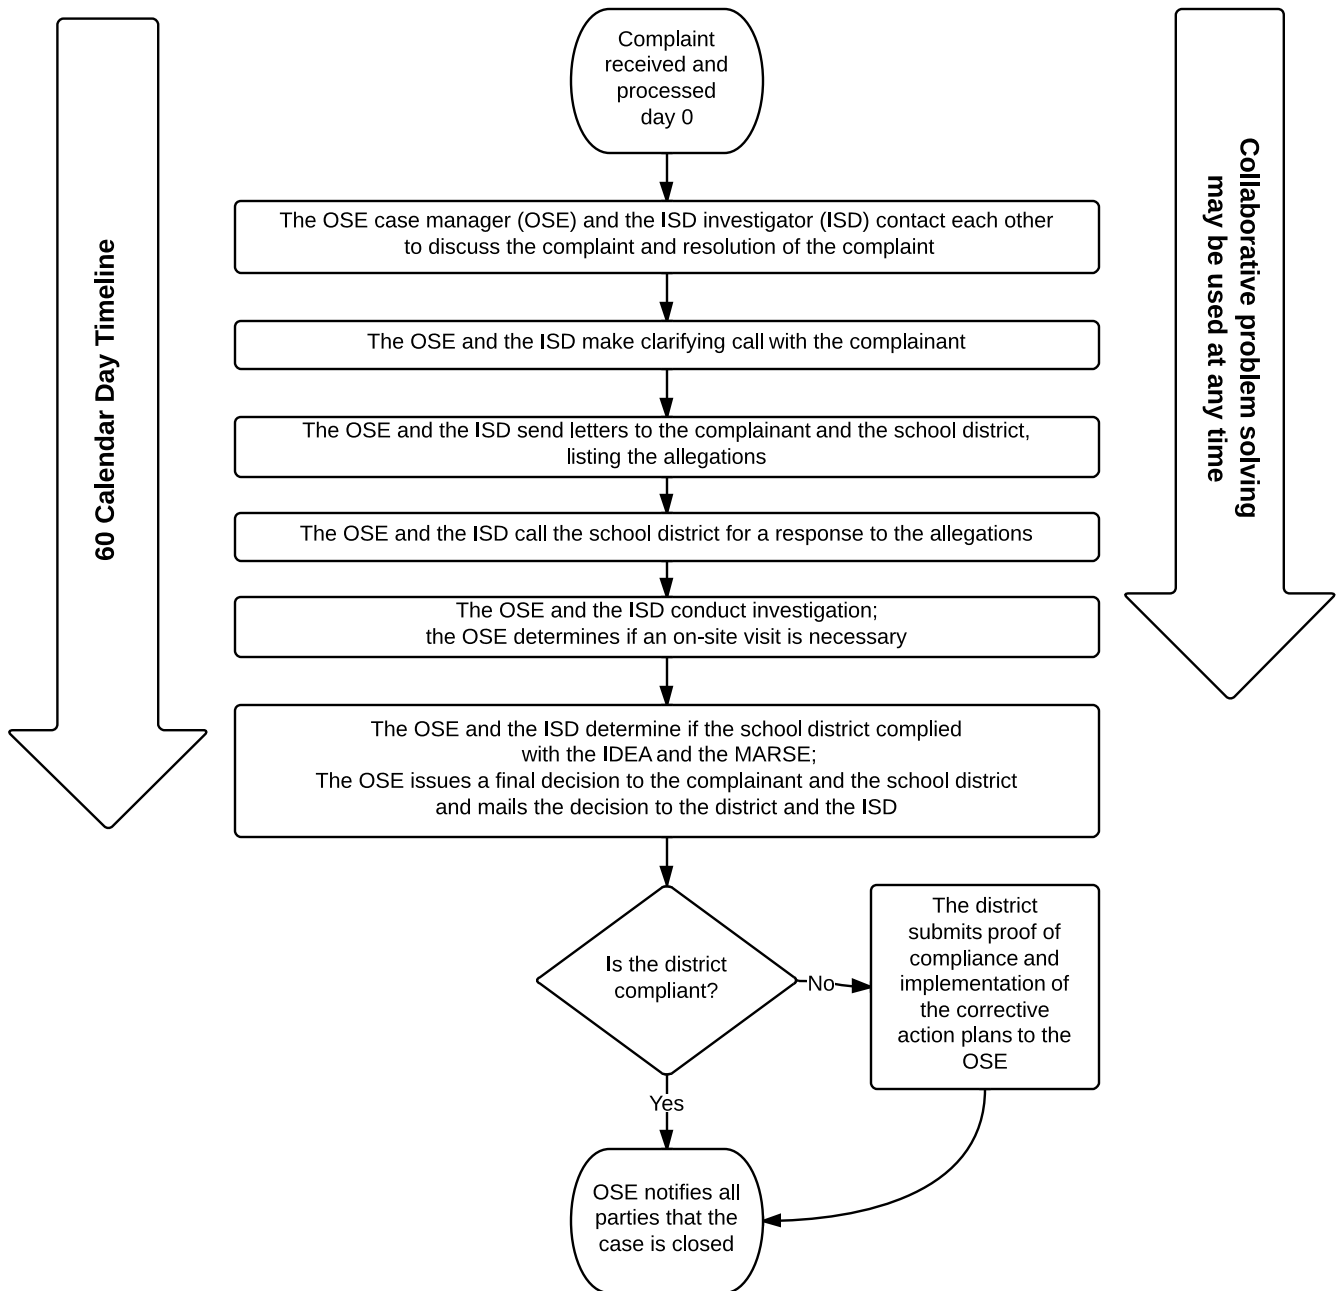 Complaint
received and
processed
day 0
60 Calendar Day Timeline
Collaborative problem solving
may be used at any time
The OSE case manager (OSE) and the ISD investigator (ISD) contact each other
to discuss the complaint and resolution of the complaint
The OSE and the ISD make clarifying call with the complainant
The OSE and the ISD send letters to the complainant and the school district,
listing the allegations
The OSE and the ISD call the school district for a response to the allegations
The OSE and the ISD conduct investigation;
the OSE determines if an on-site visit is necessary
The OSE and the ISD determine if the school district complied
with the IDEA and the MARSE;
The OSE issues a final decision to the complainant and the school district
and mails the decision to the district and the ISD
Is the district
compliant?
No
The district
submits proof of
compliance and
implementation of
the corrective
action plans to the
OSE
Yes
OSE notifies all
parties that the
case is closed